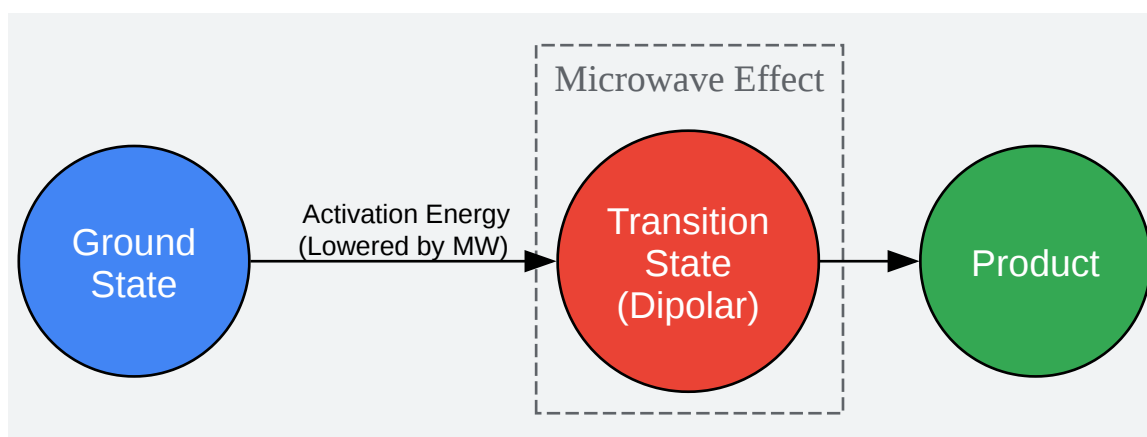 Microwave Effect
Ground
State
Activation Energy
(Lowered by MW)
Transition
State
(Dipolar)
Product